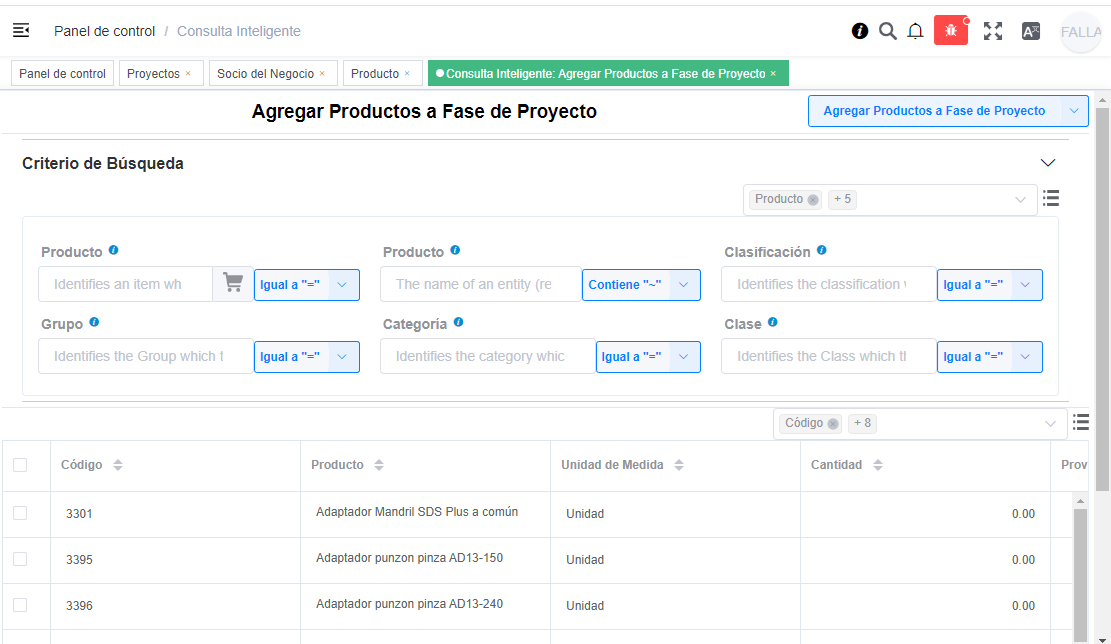 Panel de control / Consulta Inteligente
FALLA
Panel de control
Proyectos ×
Socio del Negocio ×
Producto ×
Consulta Inteligente: Agregar Productos a Fase de Proyecto ×
Agregar Productos a Fase de Proyecto
Agregar Productos a Fase de Proyecto
Criterio de Búsqueda
Producto + 5
Producto
Producto
Clasificación
Identifies an item wh
Igual a "="
The name of an entity (re
Contiene "~"
Identifies the classification
Igual a "="
Grupo
Categoría
Clase
Identifies the Group which t
Igual a "="
Identifies the category whic
Igual a "="
Identifies the Class which th
Igual a "="
Código + 8
Código Producto Unidad de Medida Cantidad Prov
3301 Adaptador Mandril SDS Plus a común Unidad 0.00
3395 Adaptador punzon pinza AD13-150 Unidad 0.00
3396 Adaptador punzon pinza AD13-240 Unidad 0.00